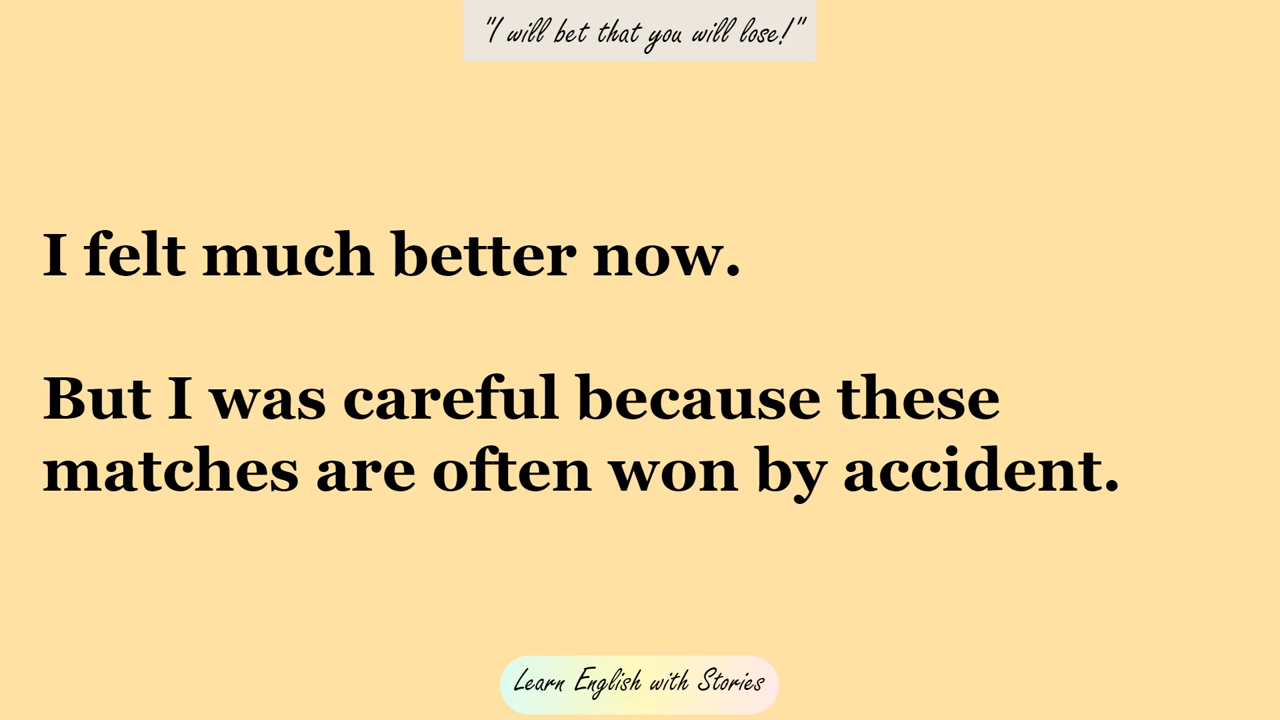 "I will bet that you will lose!"
I felt much better now.
But I was careful because these
matches are often won by accident.
Learn English with Stories